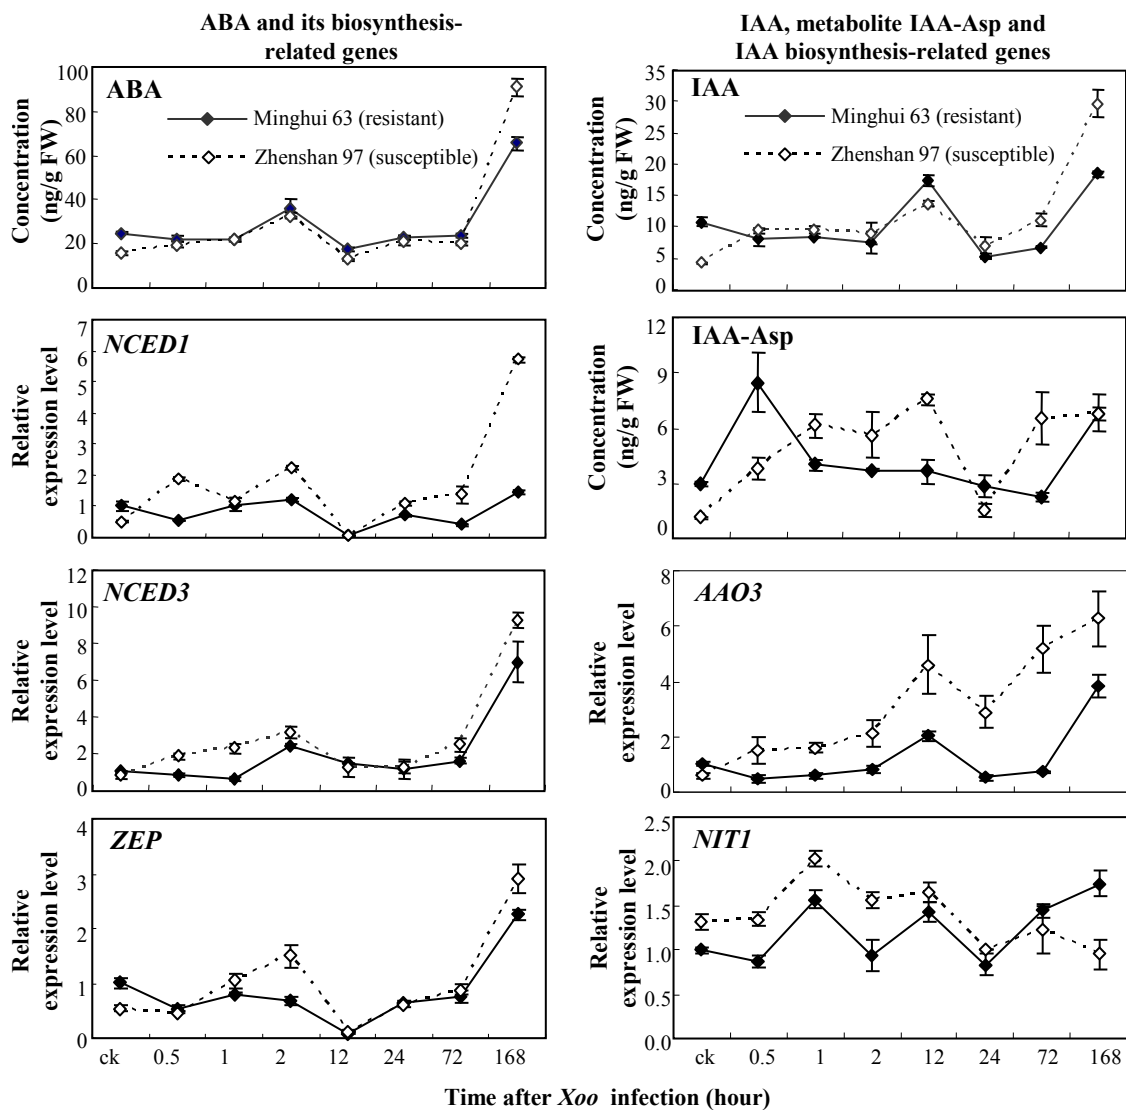 ABA and its biosynthesis-
related genes
IAA, metabolite IAA-Asp and
IAA biosynthesis-related genes
ABA
Minghui 63 (resistant)
Zhenshan 97 (susceptible)
Concentration
(ng/g FW)
100
80
60
40
20
0
IAA
Minghui 63 (resistant)
Zhenshan 97 (susceptible)
Concentration
(ng/g FW)
35
30
25
20
15
10
5
0
NCED1
Relative
expression level
7
6
5
4
3
2
1
0
IAA-Asp
Concentration
(ng/g FW)
12
9
6
3
0
NCED3
Relative
expression level
12
10
8
6
4
2
0
AAO3
Relative
expression level
8
6
4
2
0
ZEP
Relative
expression level
4
3
2
1
0
ck 0.5 1 2 12 24 72 168
NIT1
Relative
expression level
2.5
2.0
1.5
1.0
0.5
0.0
ck 0.5 1 2 12 24 72 168
Time after Xoo infection (hour)